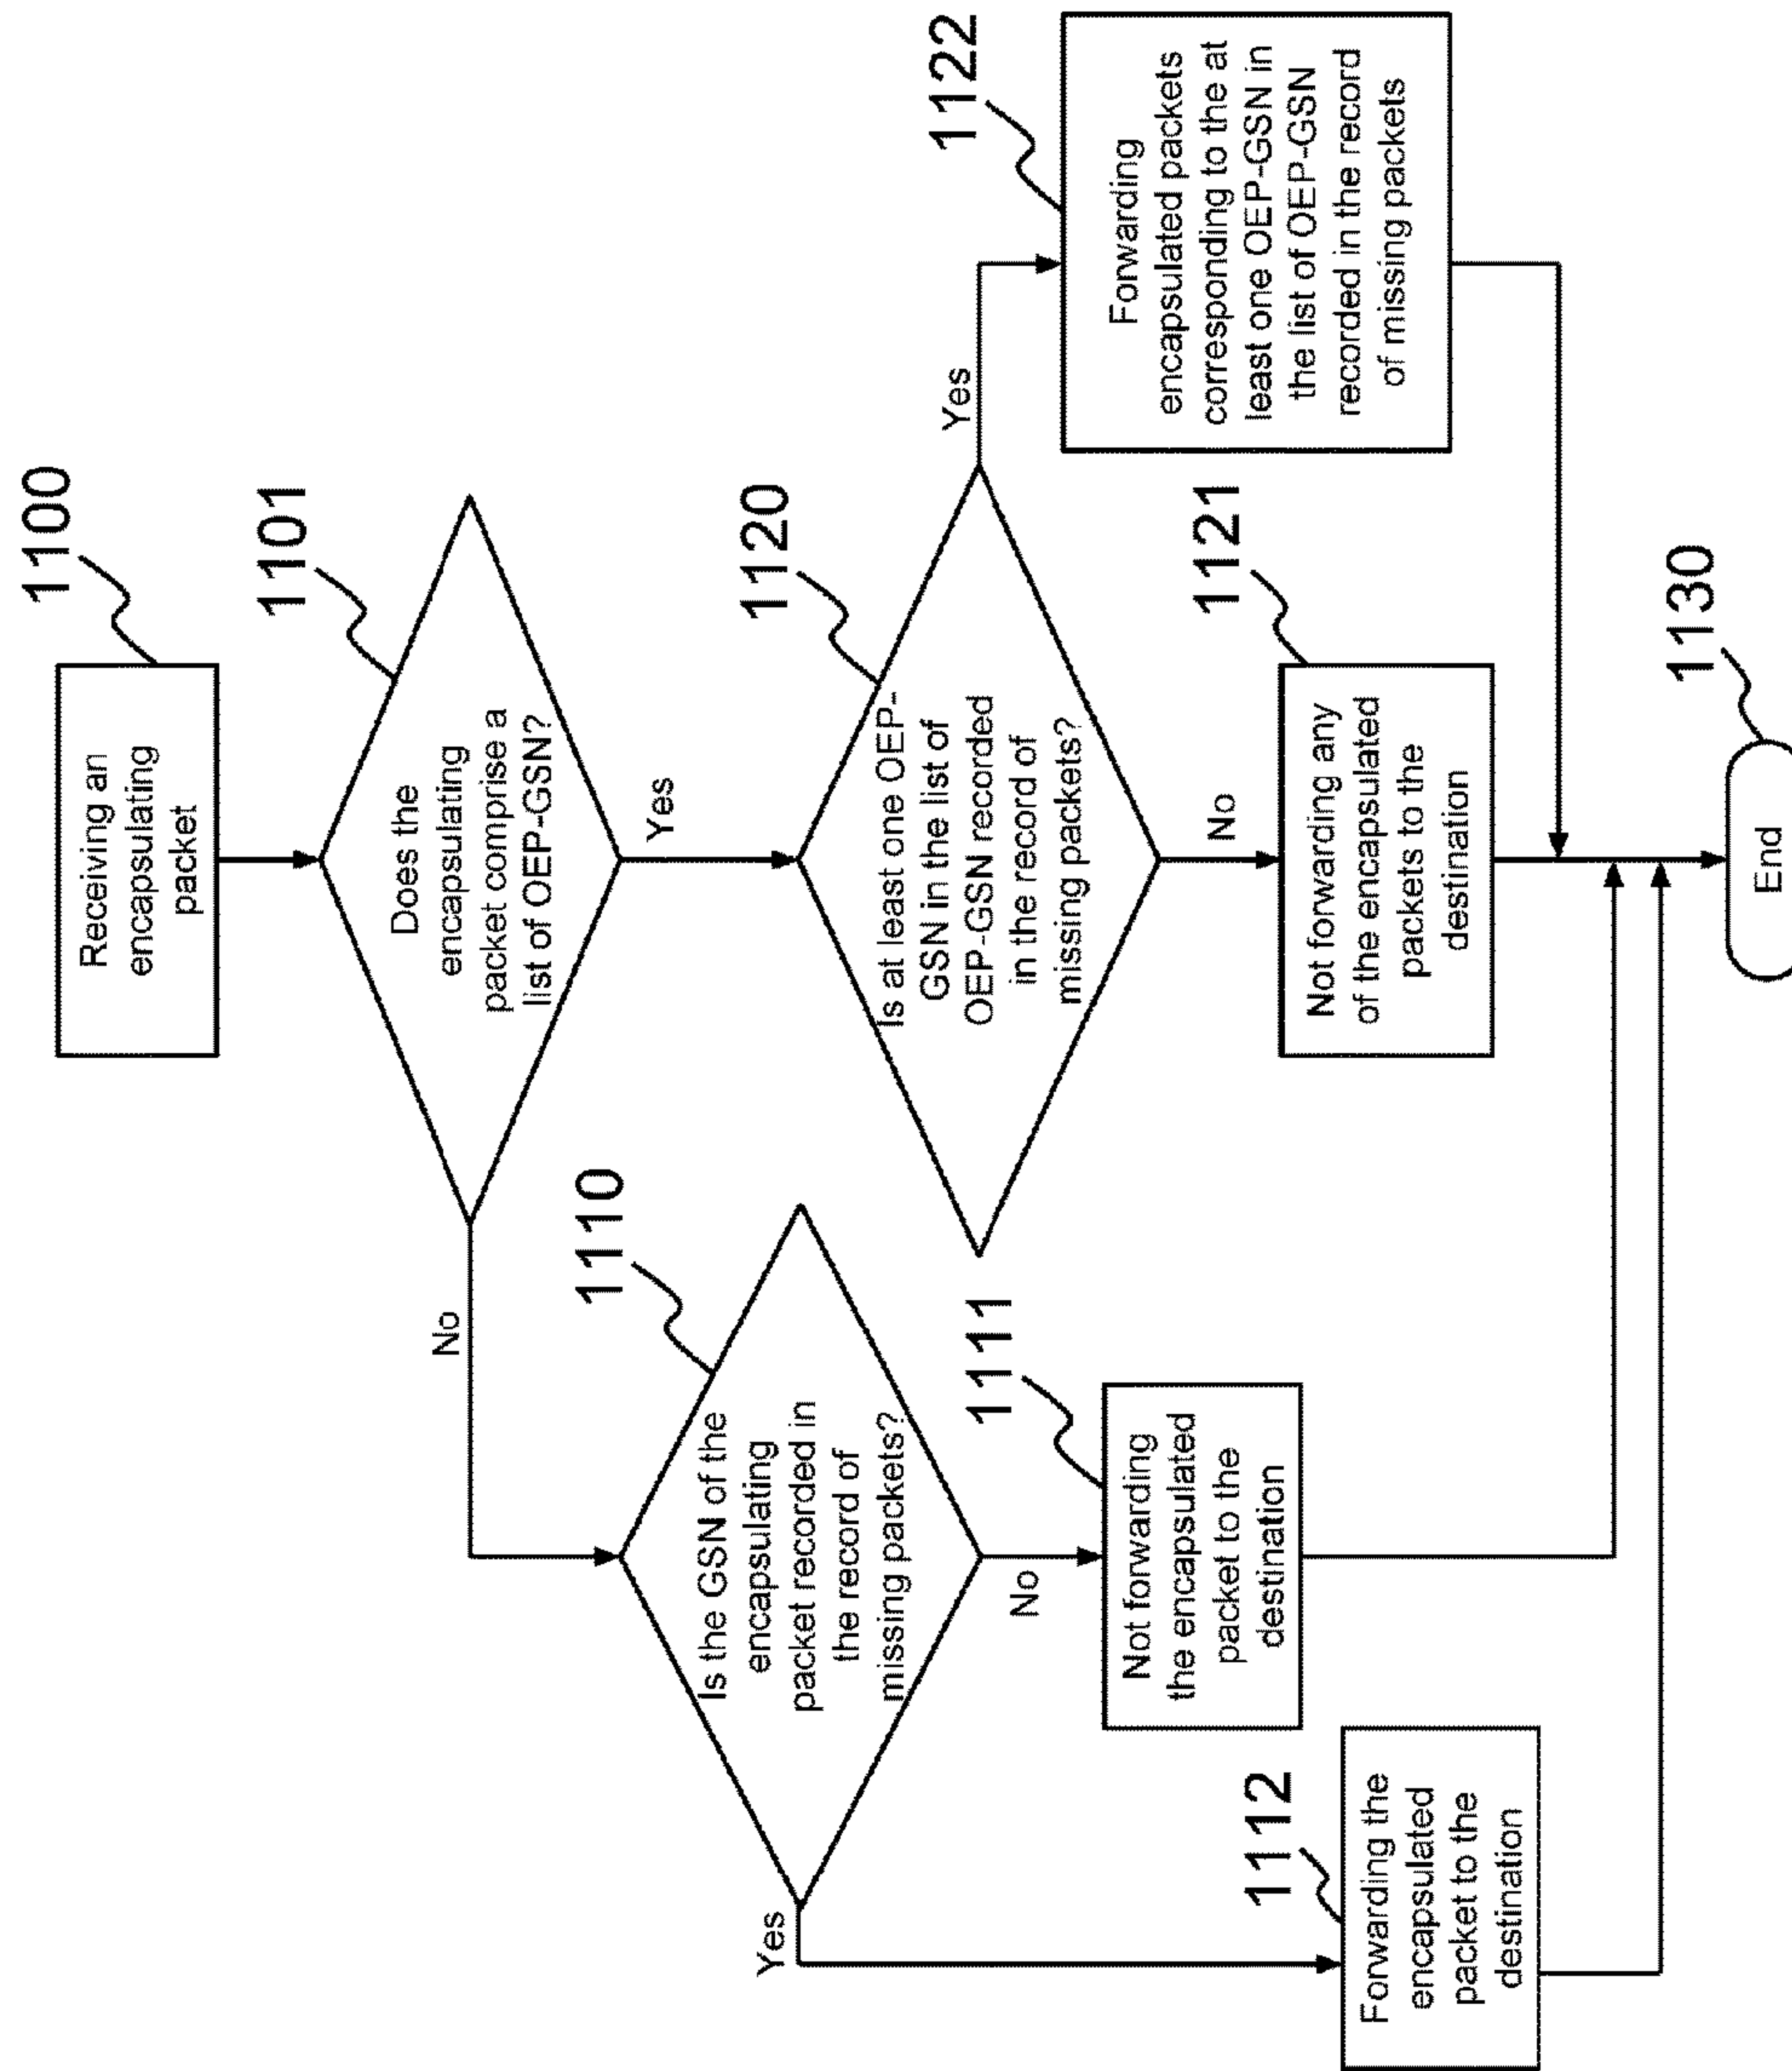 Receiving an
encapsulating
packet
1100
Does the
encapsulating
packet comprise a
list of OEP-GSN?
1101
No
Yes
Is the GSN of the
encapsulating
packet recorded in
the record of
missing packets?
1110
Is at least one OEP-
GSN in the list of
OEP-GSN recorded
in the record of
missing packets?
1120
Yes
No
No
Yes
Forwarding
encapsulated packets
corresponding to the at
least one OEP-GSN in
the list of OEP-GSN
recorded in the record
of missing packets
1122
Not forwarding
the encapsulated
packet to the
destination
1111
Not forwarding any
of the encapsulated
packets to the
destination
1121
Forwarding the
encapsulated
packet to the
destination
1112
End
1130